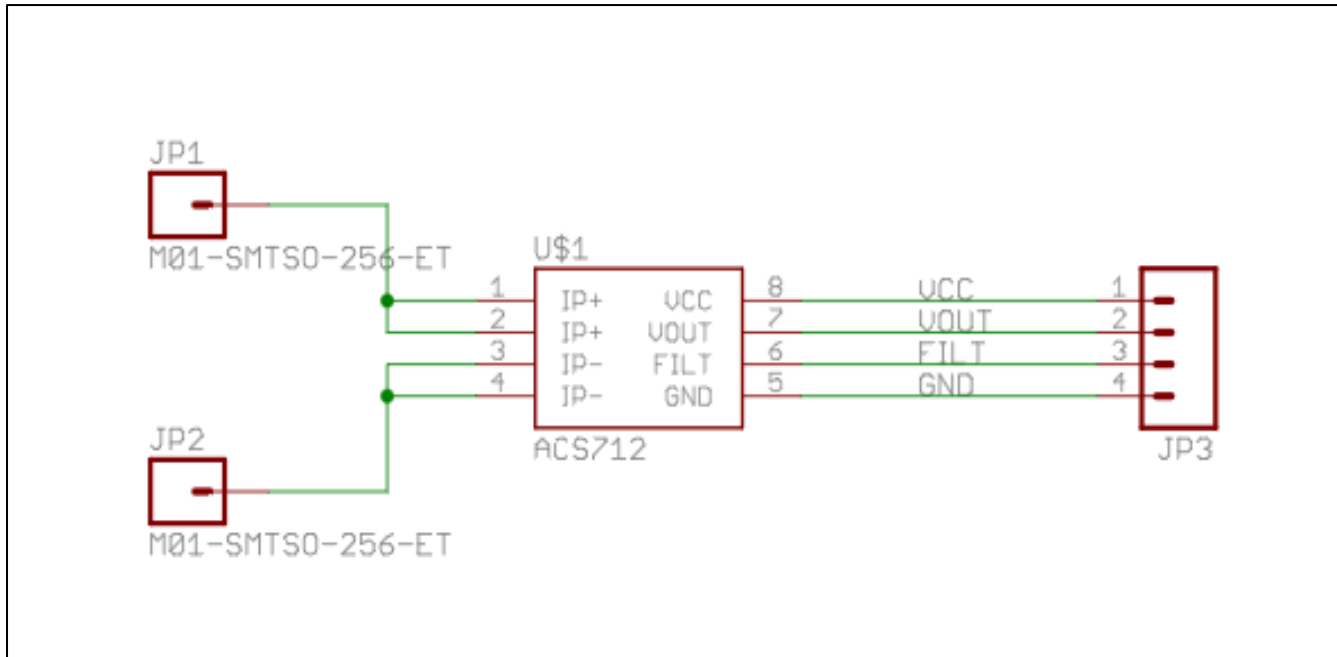 JP1
M01-SMTSO-256-ET
U$1
1 IP+ VCC 8 VCC 1
2 IP+ VOUT 7 VOUT 2
3 IP- FILT 6 FILT 3
4 IP- GND 5 GND 4
JP2
ACS712
JP3
M01-SMTSO-256-ET